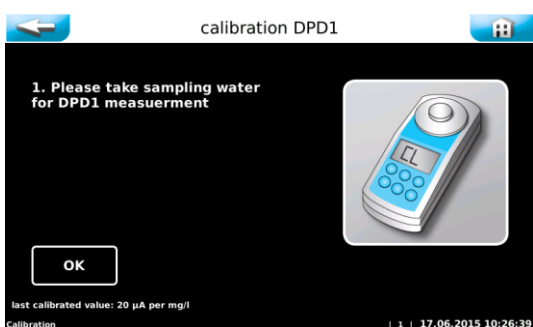 calibration DPD1
1. Please take sampling water
for DPD1 measuerment
CL
OK
last calibrated value: 20 µA per mg/l
Calibration | 1 | 17.06.2015 10:26:39